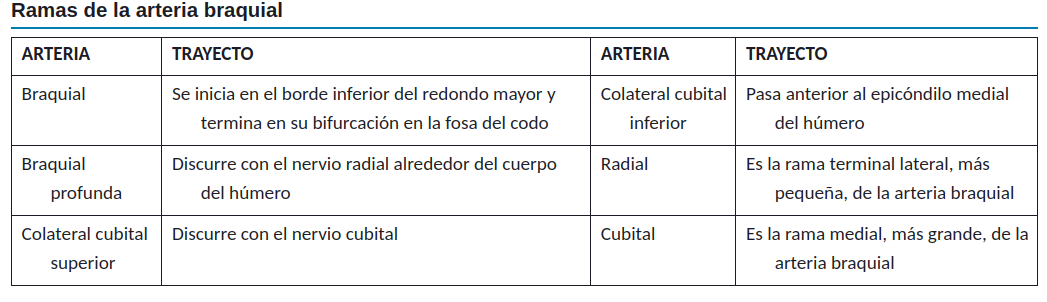 Ramas de la arteria braquial
ARTERIA TRAYECTO ARTERIA TRAYECTO
Braquial
Se inicia en el borde inferior del redondo mayor y
termina en su bifurcación en la fosa del codo
Colateral cubital
inferior
Pasa anterior al epicóndilo medial
del húmero
Braquial
profunda
Discurre con el nervio radial alrededor del cuerpo
del húmero
Radial
Es la rama terminal lateral, más
pequeña, de la arteria braquial
Colateral cubital
superior
Discurre con el nervio cubital
Cubital
Es la rama medial, más grande, de la
arteria braquial